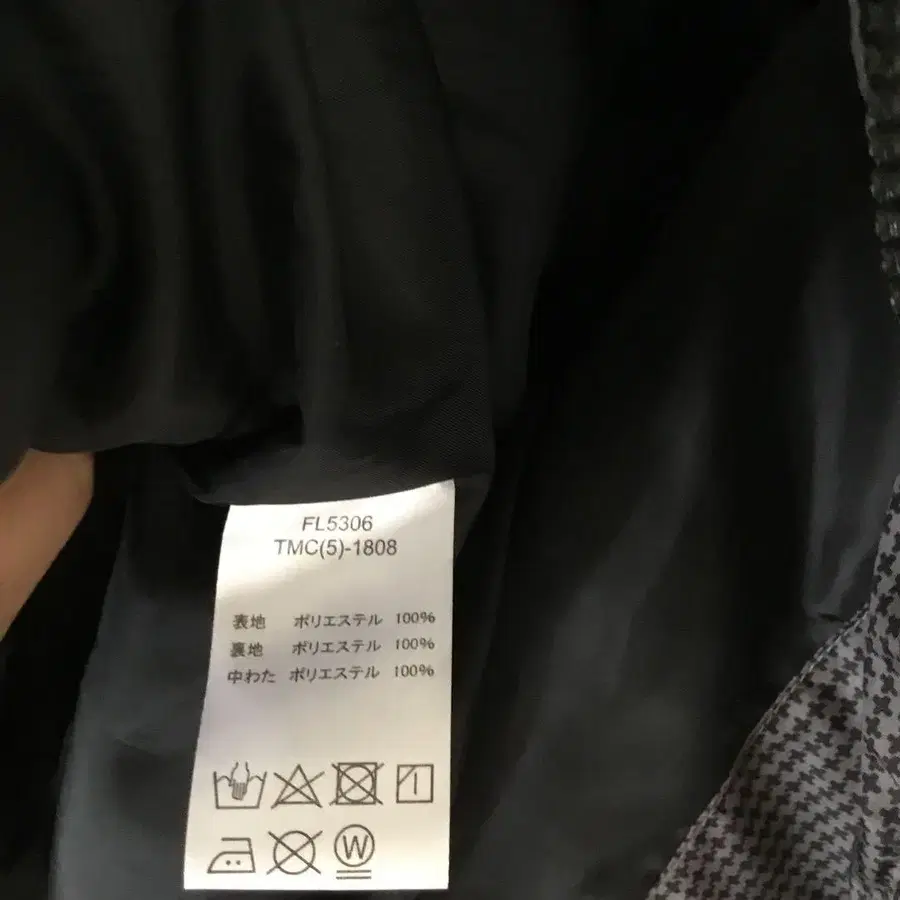 FL5306
TMC(5)-1808
表地 ポリエステル 100%
裏地 ポリエステル 100%
中わた ポリエステル 100%
W